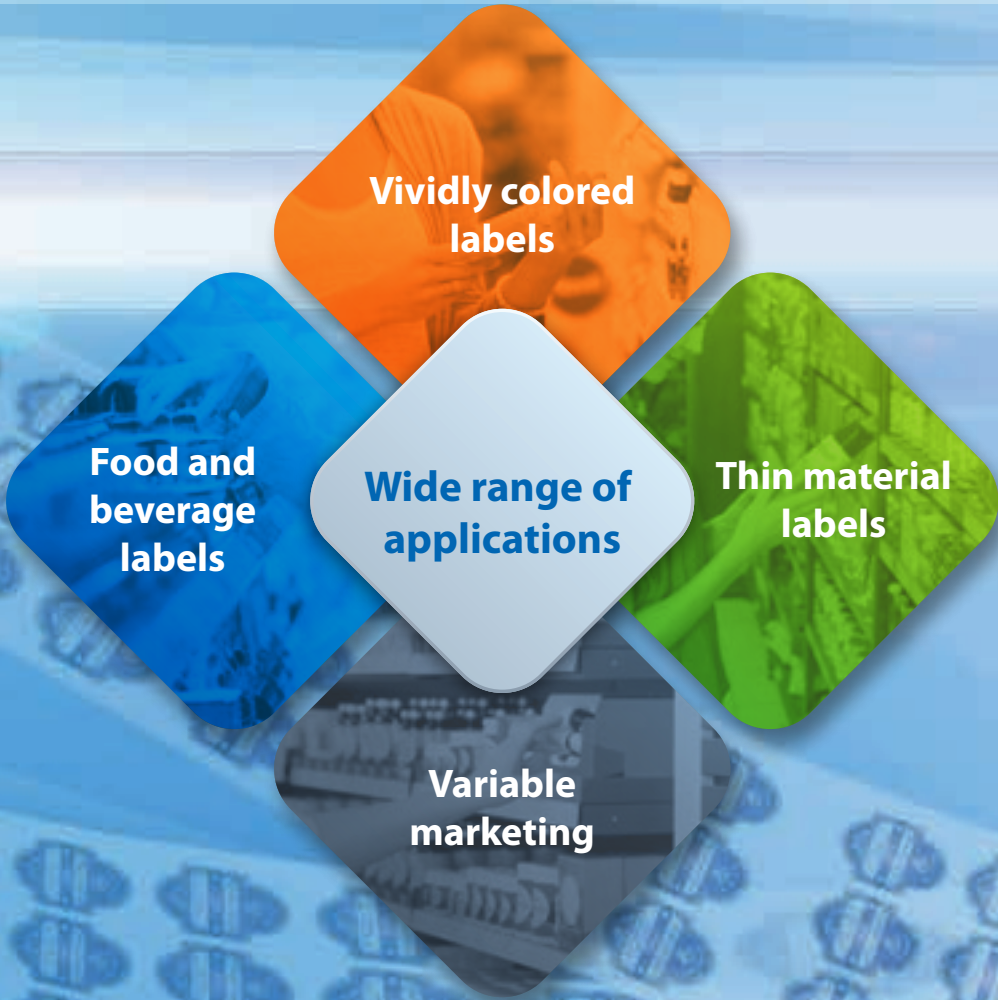 Vividly colored
labels
Food and
beverage
labels
Wide range of
applications
Thin material
labels
Variable
marketing